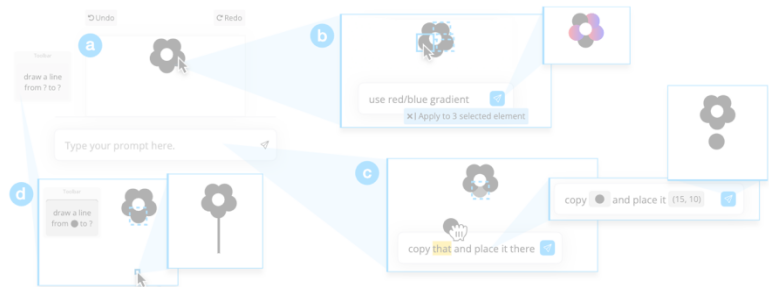 Undo
Redo
a
b
Toolbar
draw a line
from ? to ?
use red/blue gradient
Apply to 3 selected element
Type your prompt here.
c
d
Toolbar
draw a line
from to ?
copy and place it (15, 10)
copy that and place it there